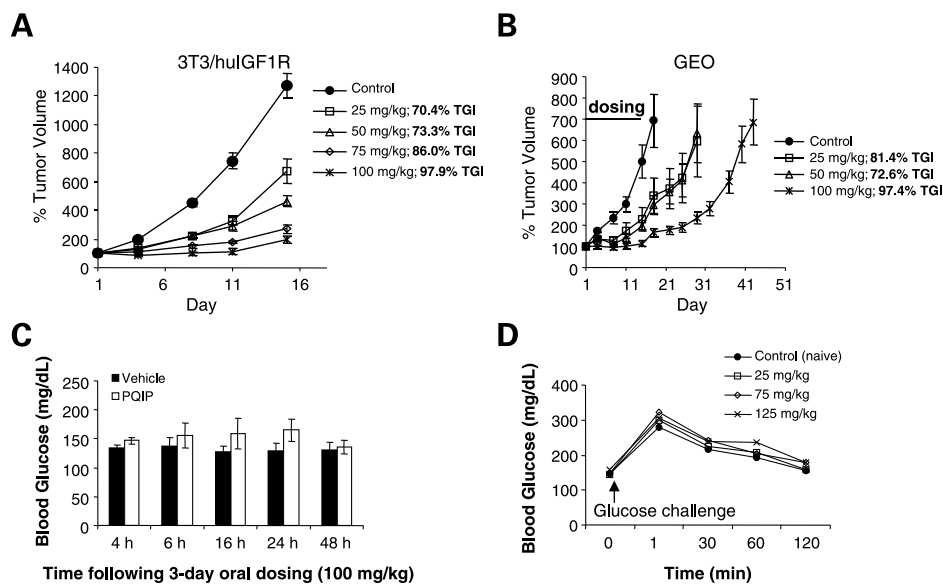 A
3T3/huIGF1R
% Tumor Volume
1400
1200
1000
800
600
400
200
0
1
6
11
16
Day
Control
25 mg/kg; 70.4% TGI
50 mg/kg; 73.3% TGI
75 mg/kg; 86.0% TGI
100 mg/kg; 97.9% TGI
B
GEO
% Tumor Volume
900
800
700
600
500
400
300
200
100
0
dosing
1
11
21
31
41
51
Day
Control
25 mg/kg; 81.4% TGI
50 mg/kg; 72.6% TGI
100 mg/kg; 97.4% TGI
C
Blood Glucose (mg/dL)
250
200
150
100
50
0
Vehicle
PQIP
4 h
6 h
16 h
24 h
48 h
Time following 3-day oral dosing (100 mg/kg)
D
Blood Glucose (mg/dL)
400
300
200
100
0
Control (naive)
25 mg/kg
75 mg/kg
125 mg/kg
Glucose challenge
0
1
30
60
120
Time (min)